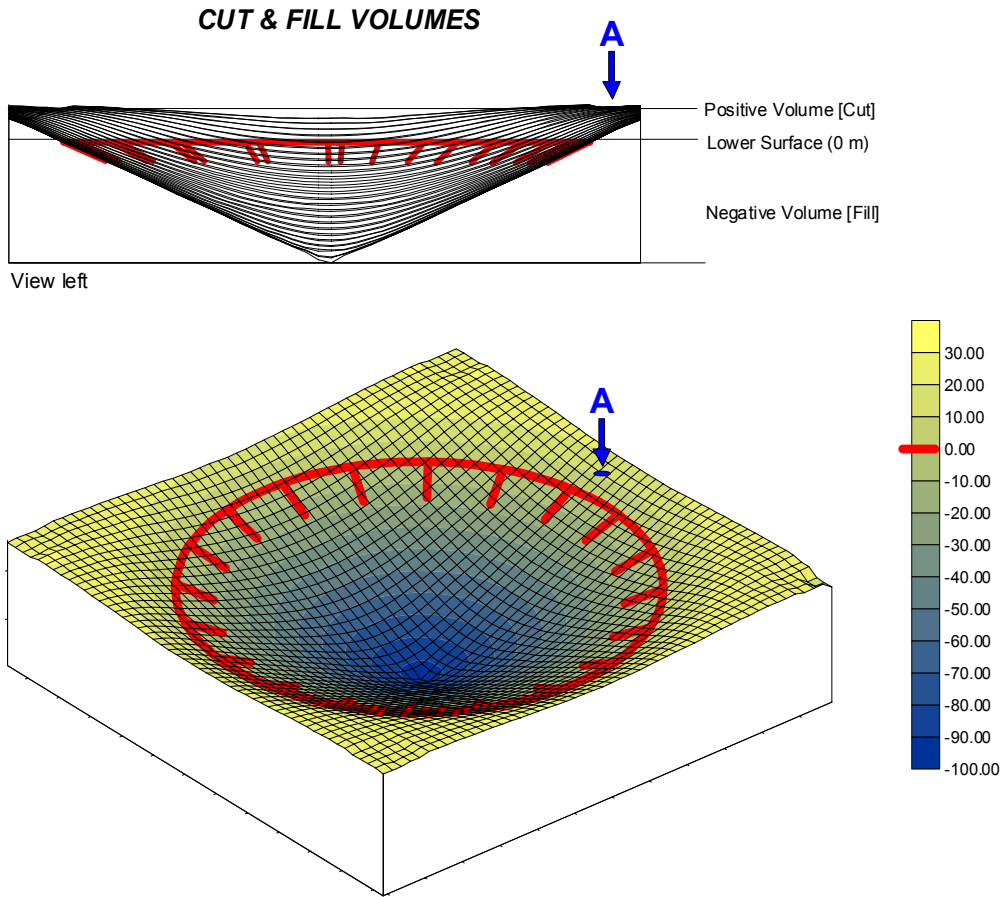 CUT & FILL VOLUMES
A
Positive Volume [Cut]
Lower Surface (0 m)
Negative Volume [Fill]
View left
A
30.00
20.00
10.00
0.00
-10.00
-20.00
-30.00
-40.00
-50.00
-60.00
-70.00
-80.00
-90.00
-100.00